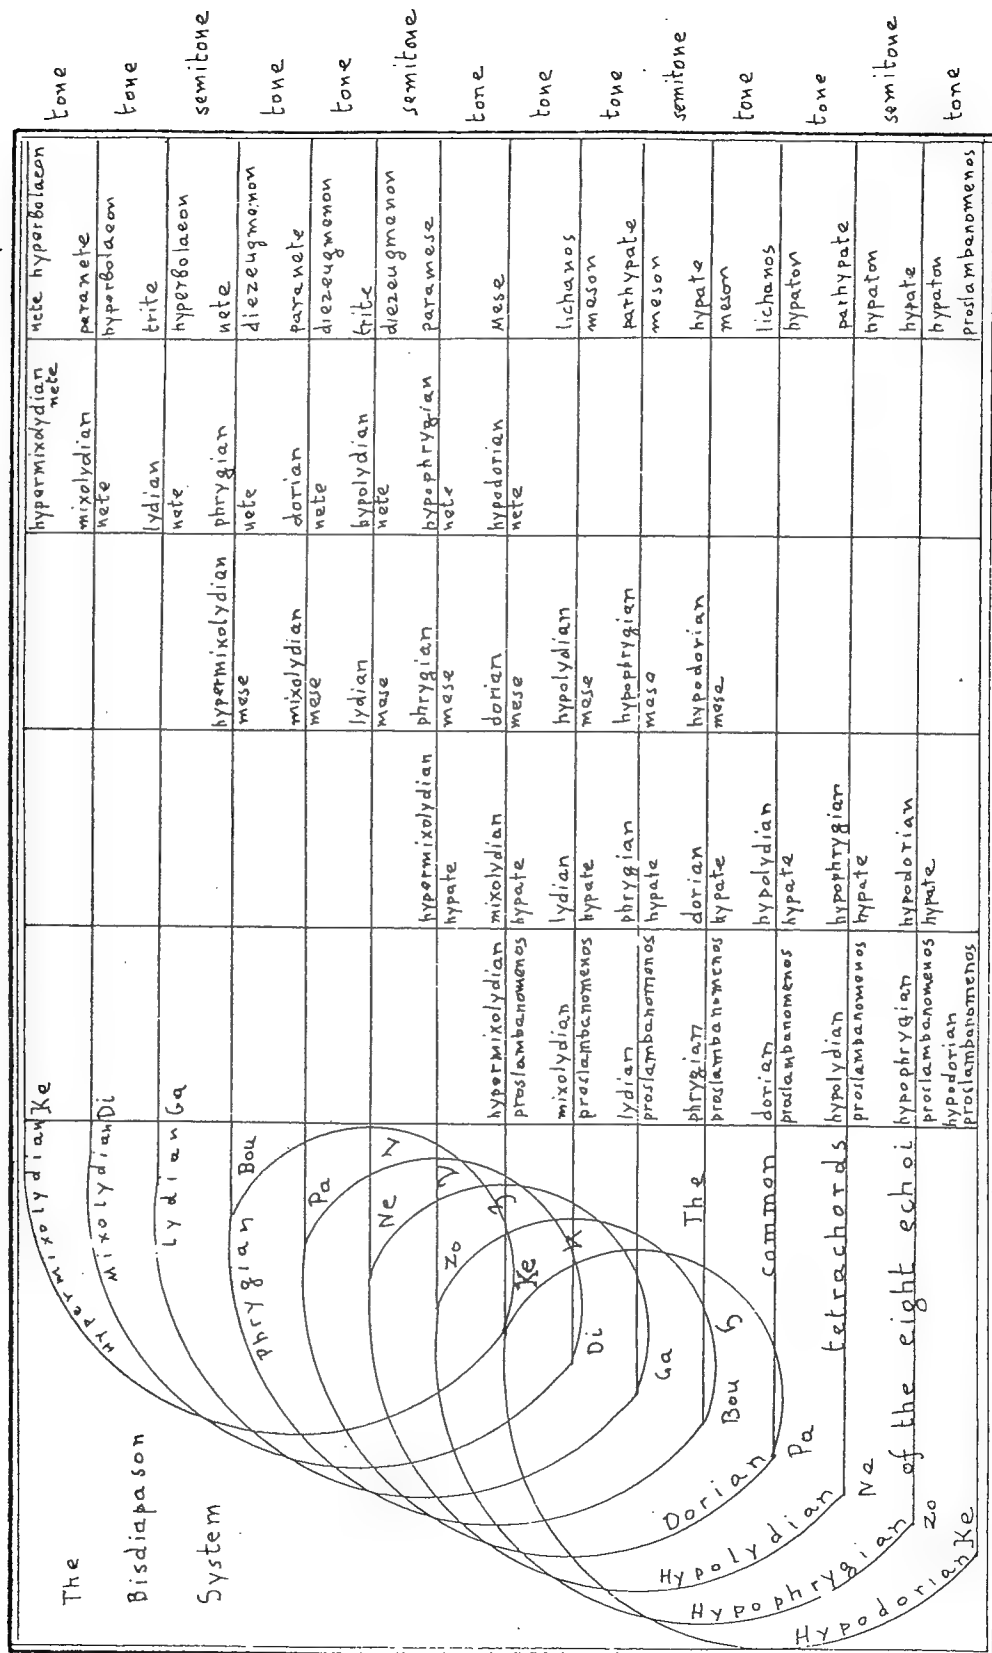 The
Bisdiapason
System
Hypermixolydian Ke
Mixolydian Di
Lydian Ga
Phrygian Bou
Pa
Ne
Zo
Ke
Di
Ga
Bou
Dorian Pa
Hypolydian Ne
Hypophrygian Zo
Hypodorian Ke
The
common
tetrachords
of the eight echoi
hypermixolydian
proslambanomenos
mixolydian
proslambanomenos
lydian
proslambanomenos
phrygian
proslambanomenos
dorian
proslambanomenos
hypolydian
proslambanomenos
hypophrygian
proslambanomenos
hypodorian
proslambanomenos
hypermixolydian
hypate
mixolydian
hypate
lydian
hypate
phrygian
hypate
dorian
hypate
hypolydian
hypate
hypophrygian
hypate
hypodorian
hypate
hypermixolydian
mese
mixolydian
mese
lydian
mese
phrygian
mese
dorian
mese
hypolydian
mese
hypophrygian
mese
hypodorian
mese
hypermixolydian
nete
mixolydian
nete
lydian
nete
phrygian
nete
dorian
nete
hypolydian
nete
hypophrygian
nete
hypodorian
nete
nete hyperbolaeon
paranete
hyperbolaeon
trite
hyperbolaeon
nete
diezeugmenon
paranete
diezeugmenon
trite
diezeugmenon
paramese
mese
lichanos
meson
parhypate
meson
hypate
meson
lichanos
hypaton
parhypate
hypaton
hypate
hypaton
proslambanomenos
tone
tone
semitone
tone
tone
semitone
tone
tone
tone
semitone
tone
tone
semitone
tone